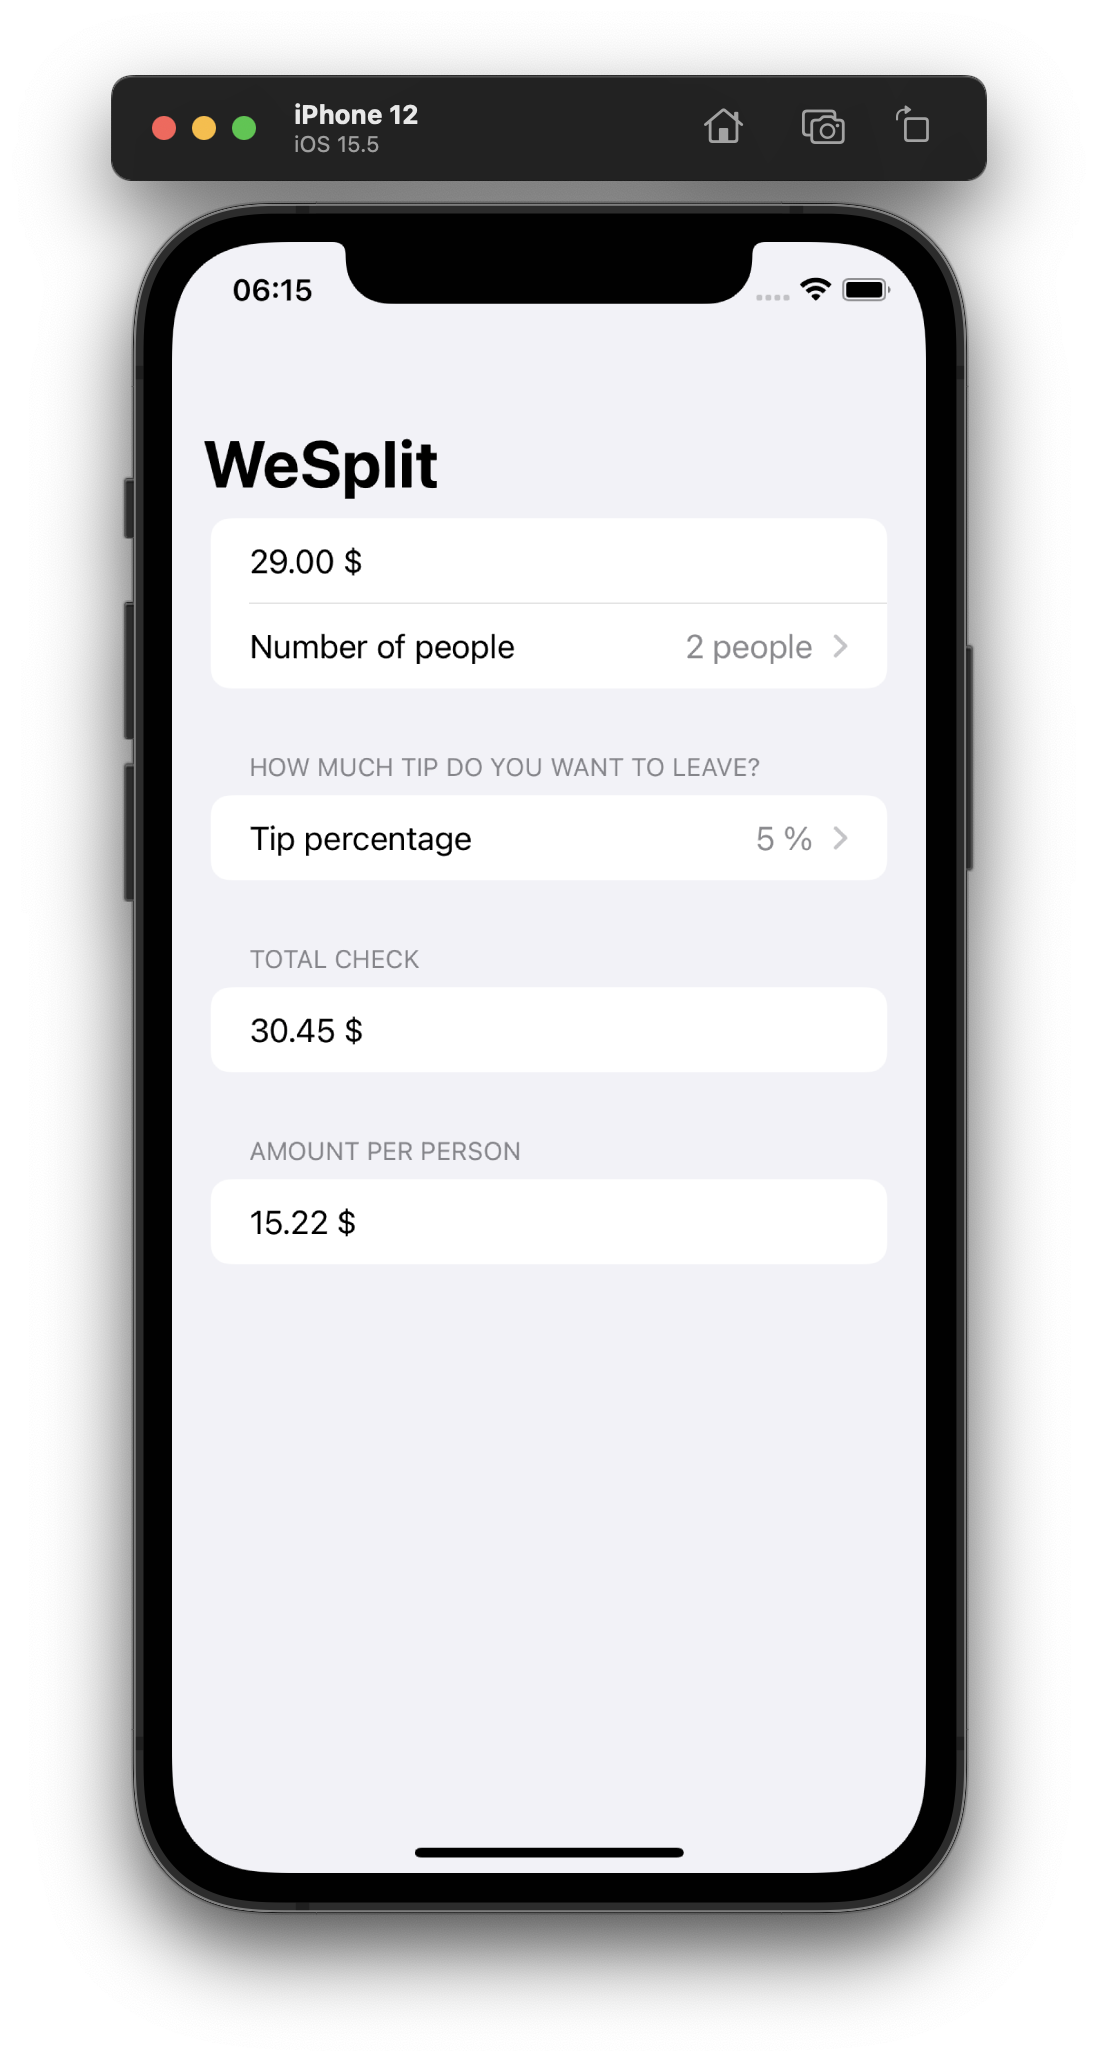 iPhone 12
iOS 15.5
06:15
WeSplit
29.00 $
Number of people 2 people
HOW MUCH TIP DO YOU WANT TO LEAVE?
Tip percentage 5 %
TOTAL CHECK
30.45 $
AMOUNT PER PERSON
15.22 $